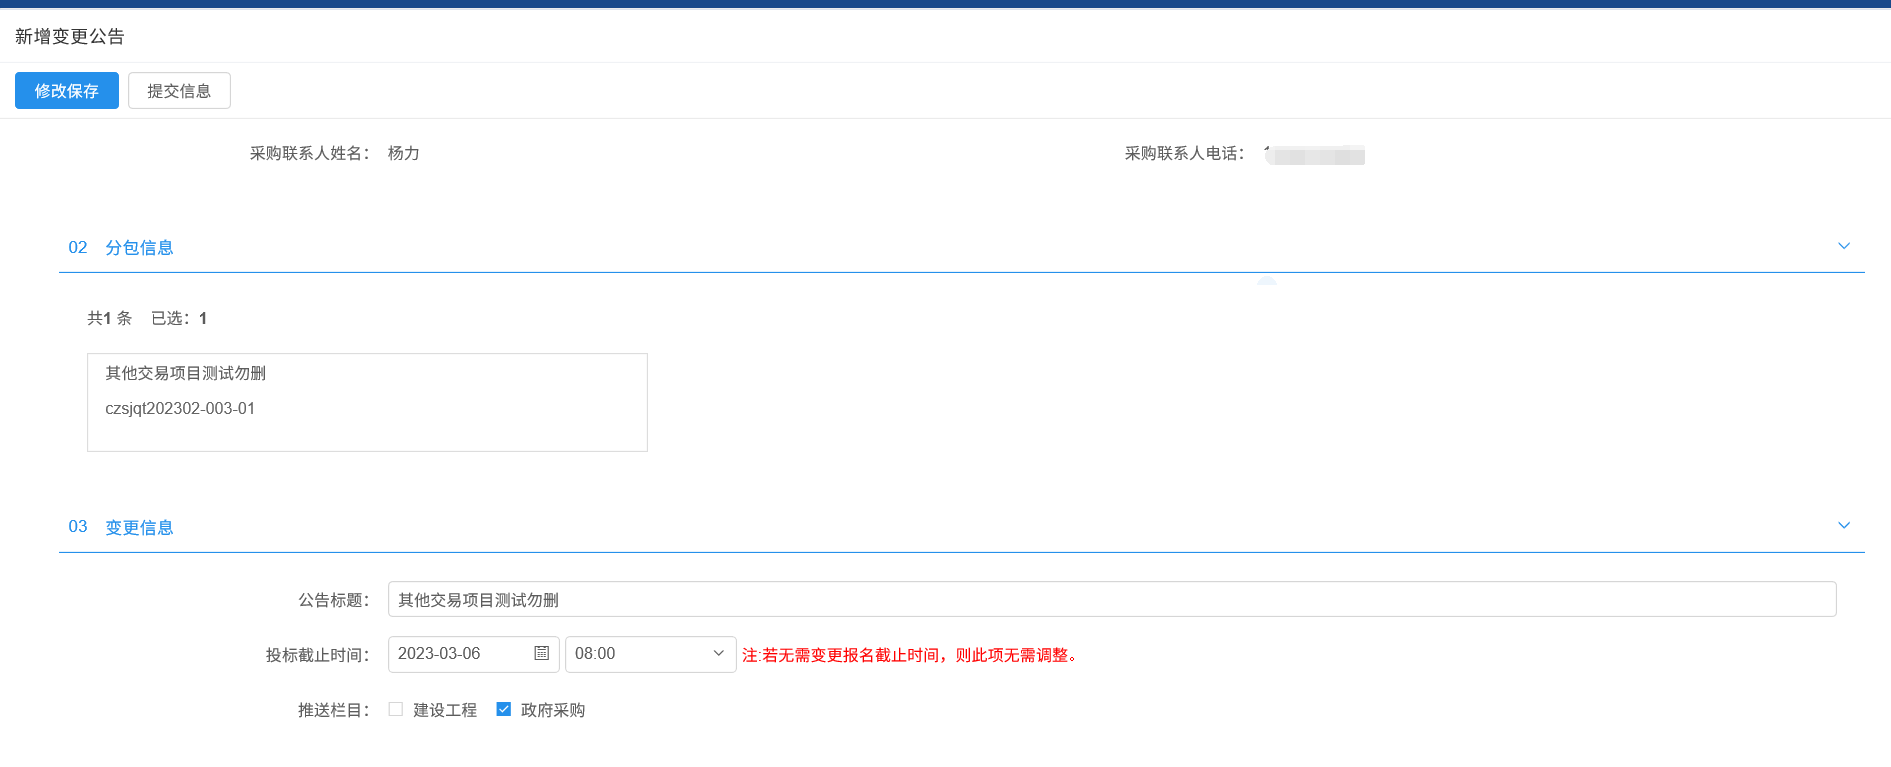 新增变更公告
修改保存 提交信息
采购联系人姓名： 杨力 采购联系人电话：
02 分包信息
共1 条 已选：1
其他交易项目测试勿删
czsjqt202302-003-01
03 变更信息
公告标题： 其他交易项目测试勿删
投标截止时间： 2023-03-06 08:00 注:若无需变更报名截止时间，则此项无需调整。
推送栏目： 建设工程 政府采购